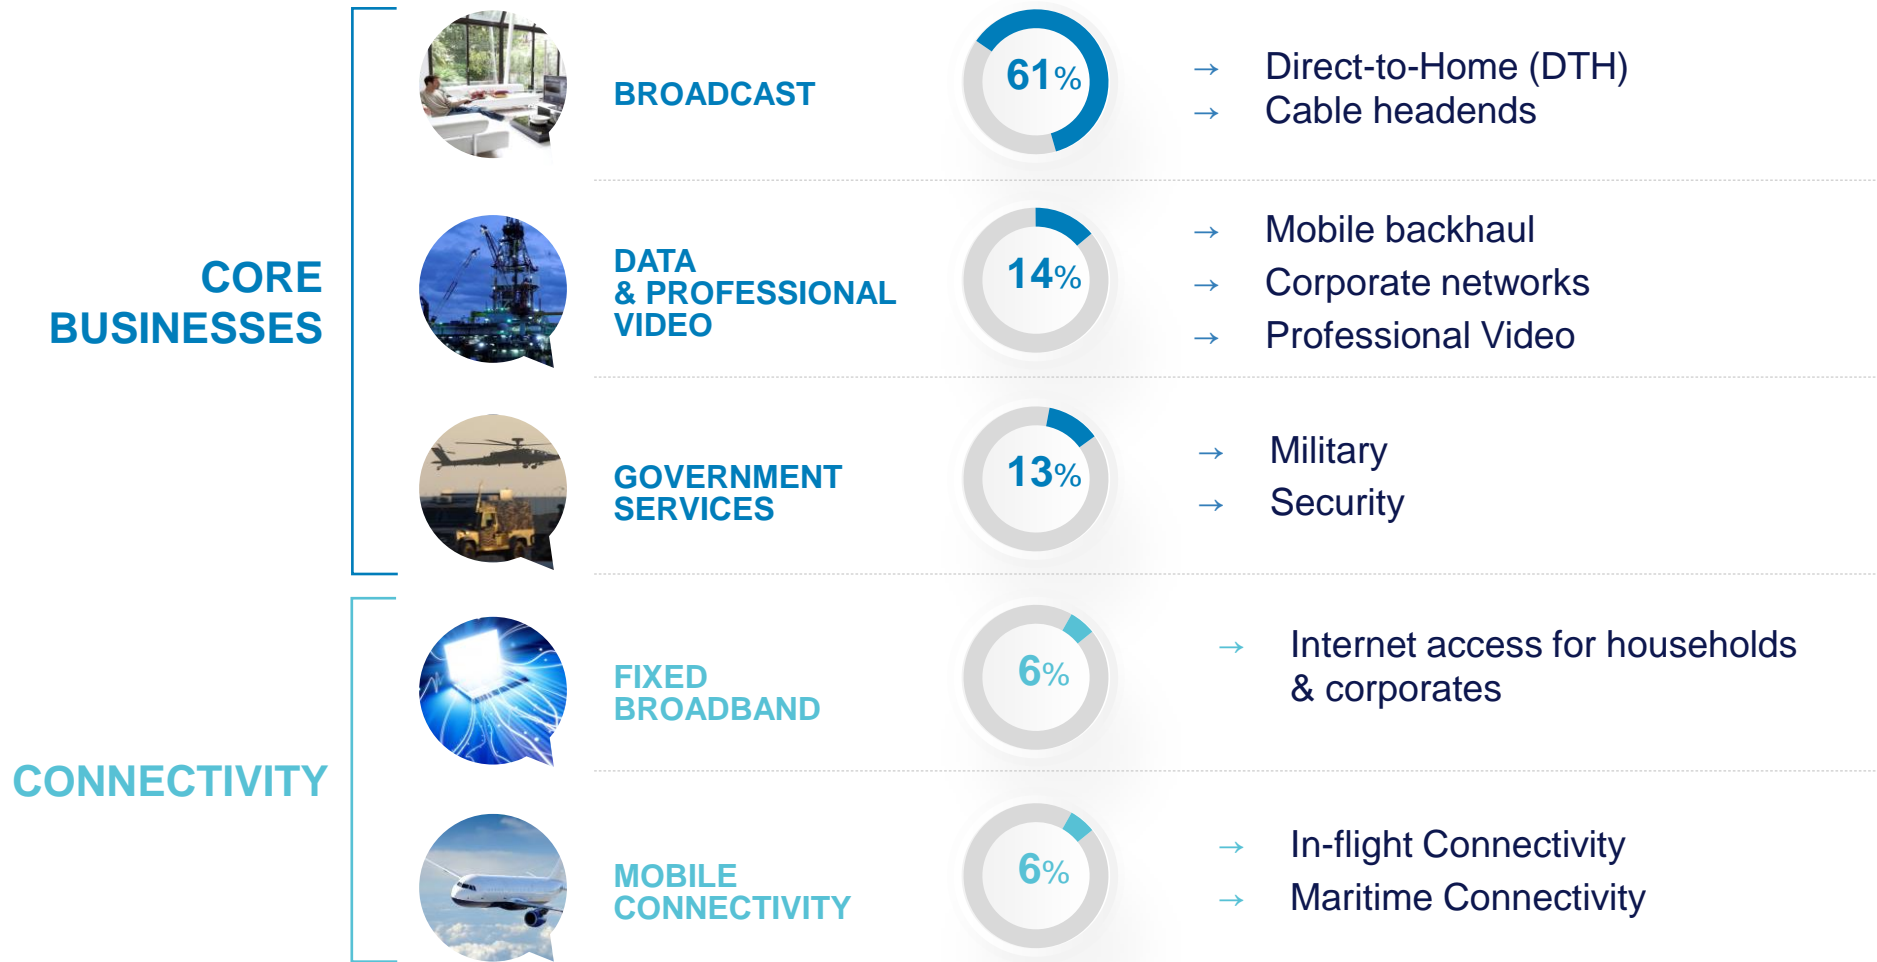 CORE
BUSINESSES
BROADCAST
61%
→ Direct-to-Home (DTH)
→ Cable headends
DATA
& PROFESSIONAL
VIDEO
14%
→ Mobile backhaul
→ Corporate networks
→ Professional Video
GOVERNMENT
SERVICES
13%
→ Military
→ Security
CONNECTIVITY
FIXED
BROADBAND
6%
→ Internet access for households
& corporates
MOBILE
CONNECTIVITY
6%
→ In-flight Connectivity
→ Maritime Connectivity